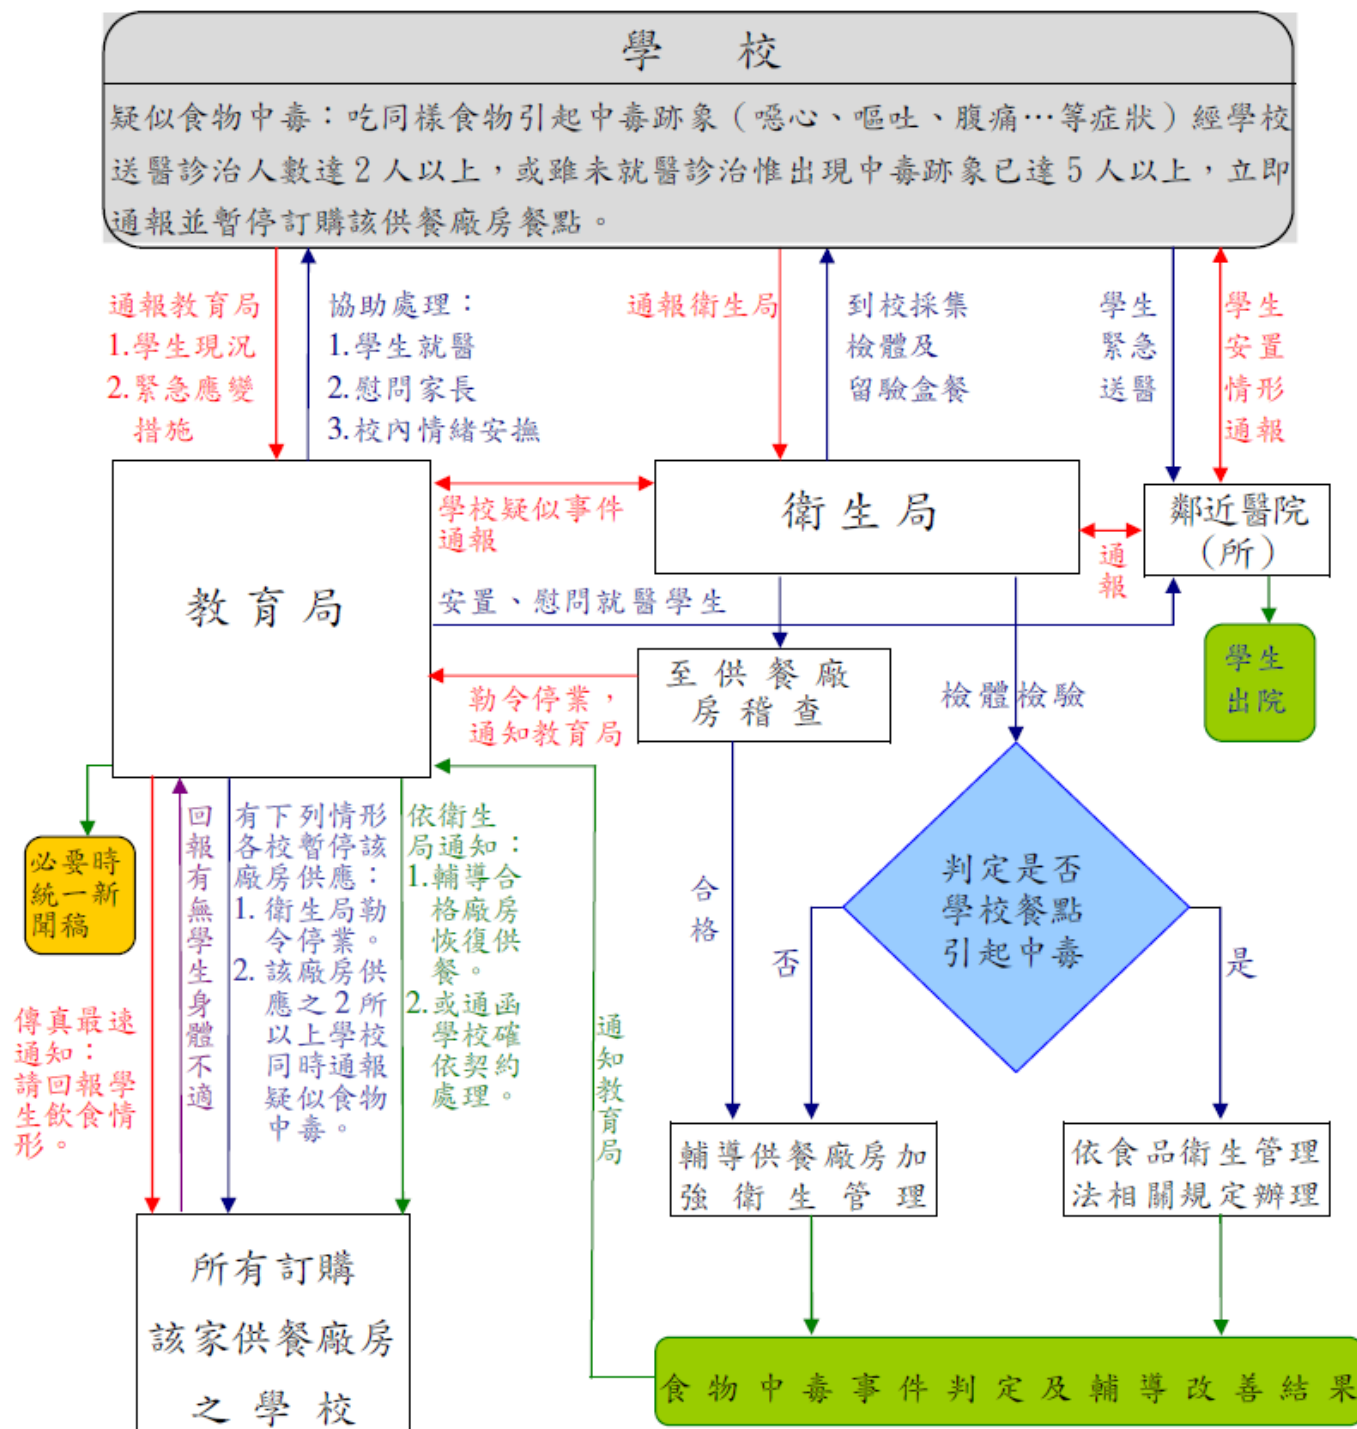 學 校
疑似食物中毒：吃同樣食物引起中毒跡象（噁心、嘔吐、腹痛…等症狀）經學校
送醫診治人數達2人以上，或雖未就醫診治惟出現中毒跡象已達5人以上，立即
通報並暫停訂購該供餐廠房餐點。
通報教育局
1.學生現況
2.緊急應變
措施
協助處理：
1.學生就醫
2.慰問家長
3.校內情緒安撫
通報衛生局
到校採集
檢體及
留驗盒餐
學生
緊急
送醫
學生
安置
情形
通報
教育局
學校疑似事件
通報
衛生局
通報
鄰近醫院
（所）
安置、慰問就醫學生
學生
出院
至供餐廠
房稽查
勒令停業，
通知教育局
檢體檢驗
必要時
統一新
聞稿
傳真最速
通知：
請回報學
生飲食情
形。
回報有無學生身體不適
有下列情形
各校暫停該
廠房供應：
1. 衛生局勒
令停業。
2. 該廠房供
應之2所
以上學校
同時通報
疑似食物
中毒。
依衛生
局通知：
1.輔導合
格廠房
恢復供
餐。
2.或通函
學校確
依契約
處理。
通知教育局
合格
否
判定是否
學校餐點
引起中毒
是
輔導供餐廠房加
強衛生管理
依食品衛生管理
法相關規定辦理
所有訂購
該家供餐廠房
之學校
食物中毒事件判定及輔導改善結果